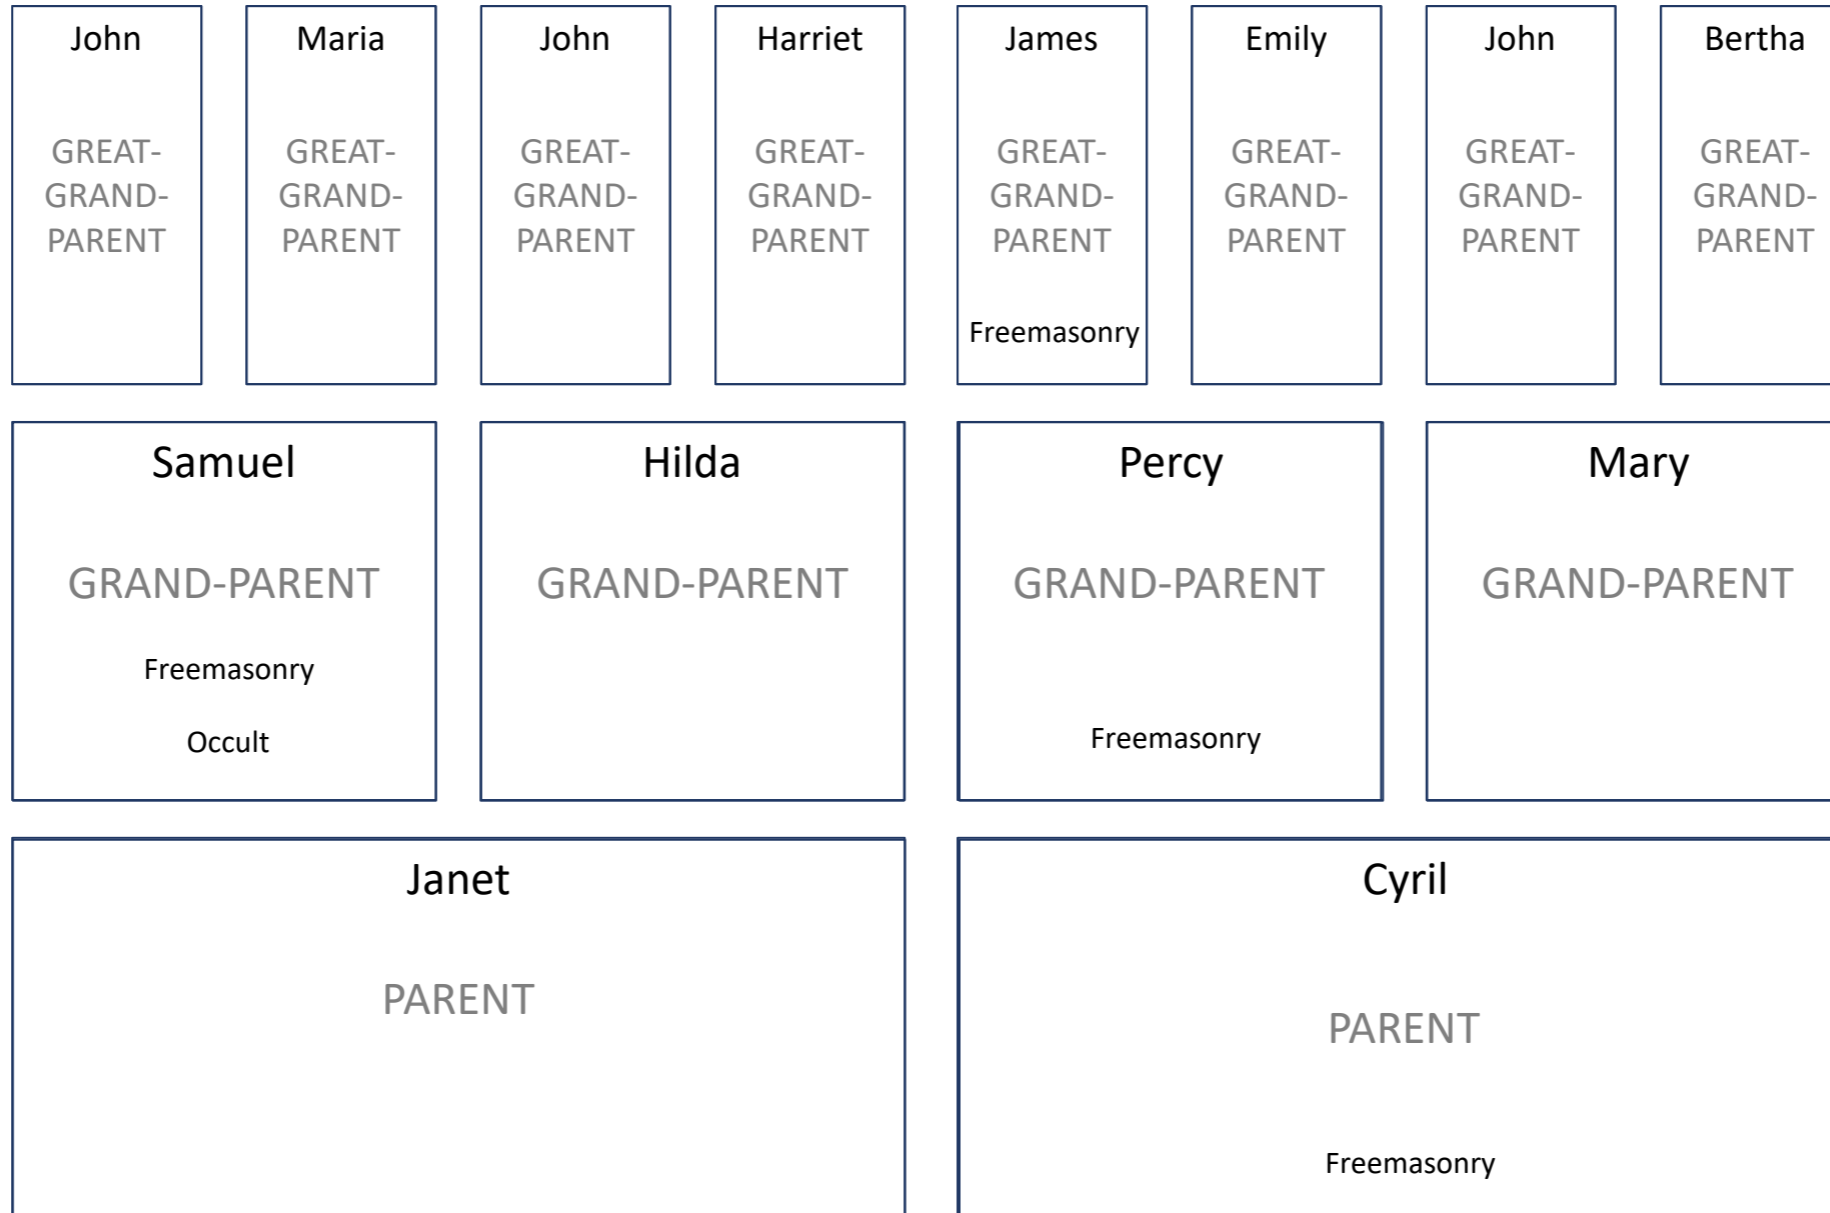 John Maria John Harriet James Emily John Bertha
GREAT- GREAT- GREAT- GREAT- GREAT- GREAT- GREAT- GREAT-
GRAND- GRAND- GRAND- GRAND- GRAND- GRAND- GRAND- GRAND-
PARENT PARENT PARENT PARENT PARENT PARENT PARENT PARENT
Freemasonry
Samuel Hilda Percy Mary
GRAND-PARENT GRAND-PARENT GRAND-PARENT GRAND-PARENT
Freemasonry
Occult Freemasonry
Janet Cyril
PARENT
PARENT
Freemasonry